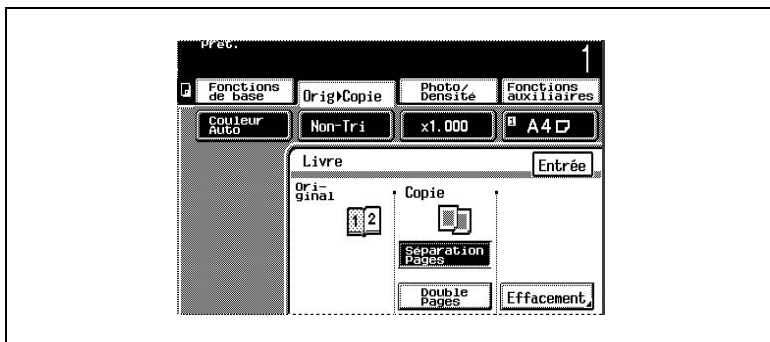 Prêt.
1
Fonctions
de base
Orig▸Copie
Photo/
Densité
Fonctions
auxiliaires
Couleur
Auto
Non-Tri
x1.000
1 A4
Livre
Entrée
Ori-
ginal
Copie
1 2
Séparation
Pages
Double
Pages
Effacement